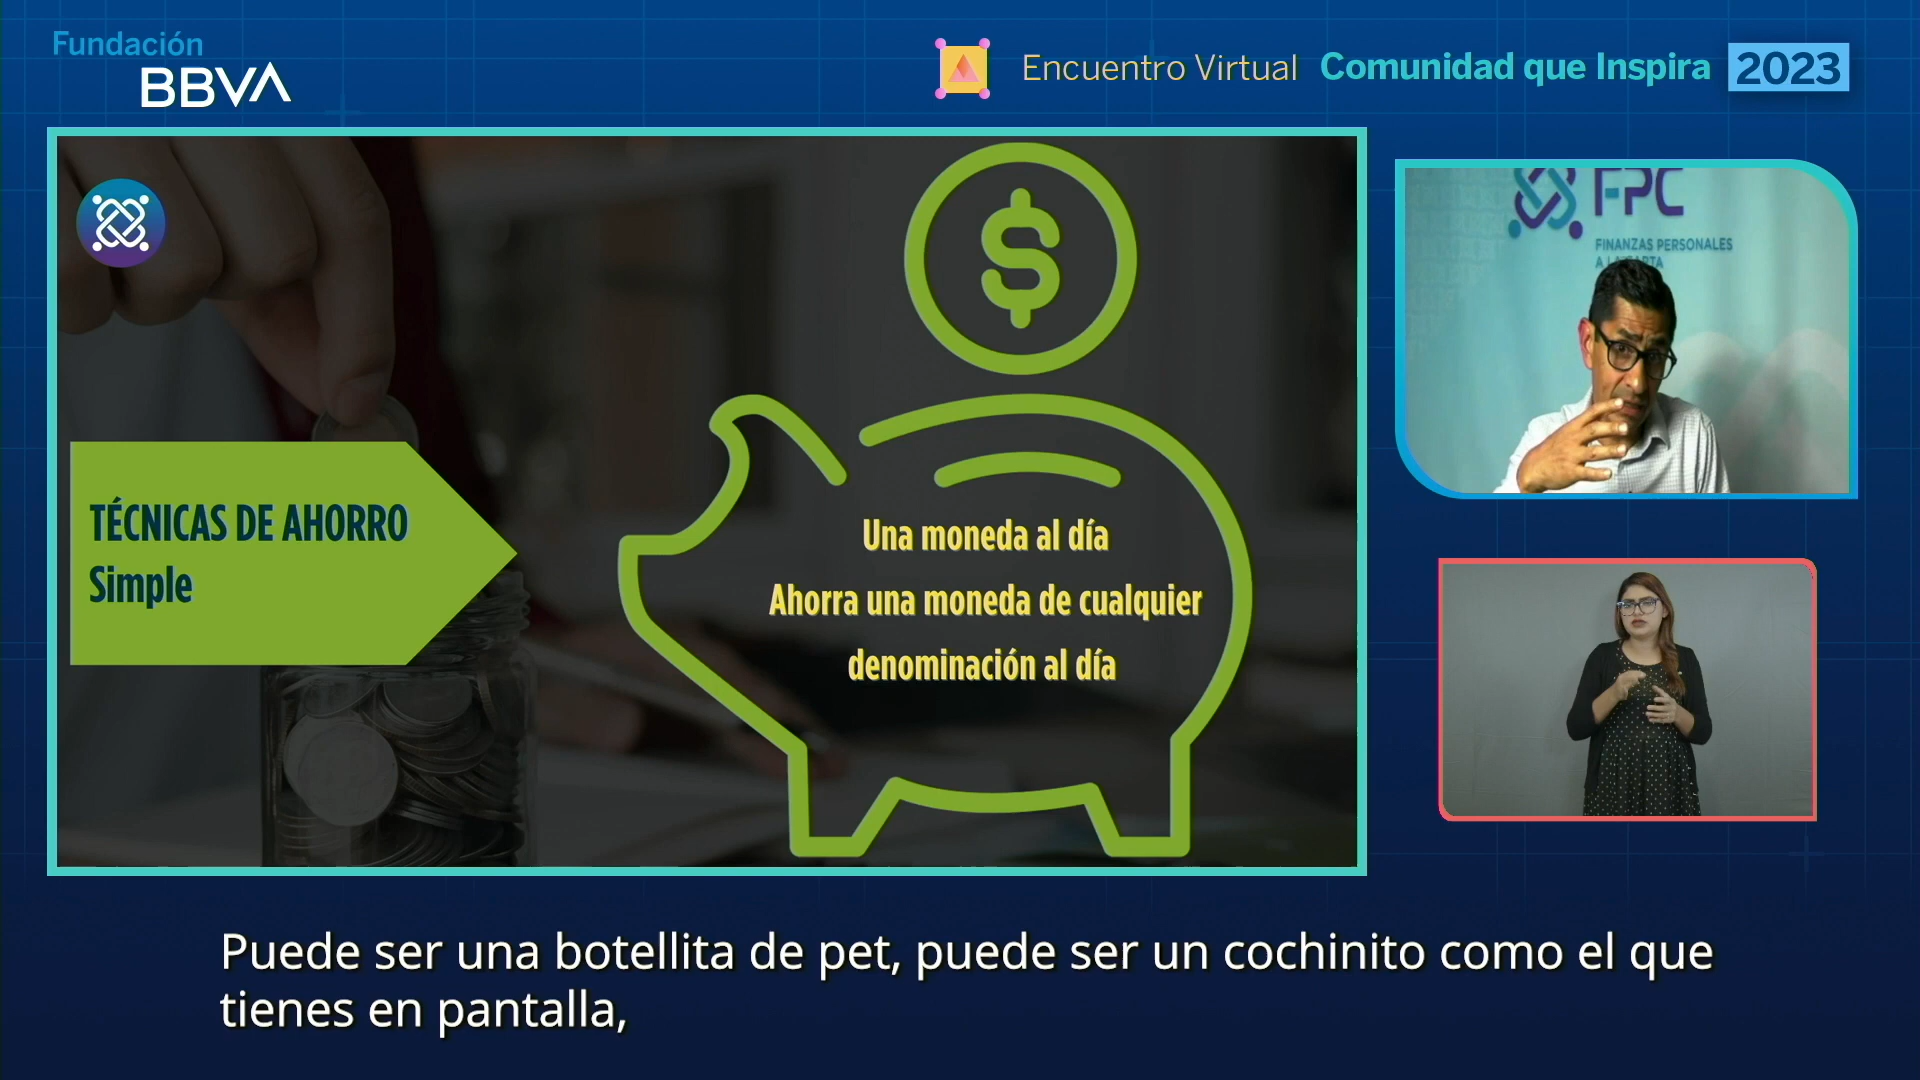 Fundación
BBVA
Encuentro Virtual Comunidad que Inspira 2023
FPC
FINANZAS PERSONALES
A LA CARTA
$
TÉCNICAS DE AHORRO
Simple
Una moneda al día
Ahorra una moneda de cualquier
denominación al día
Puede ser una botellita de pet, puede ser un cochinito como el que
tienes en pantalla,